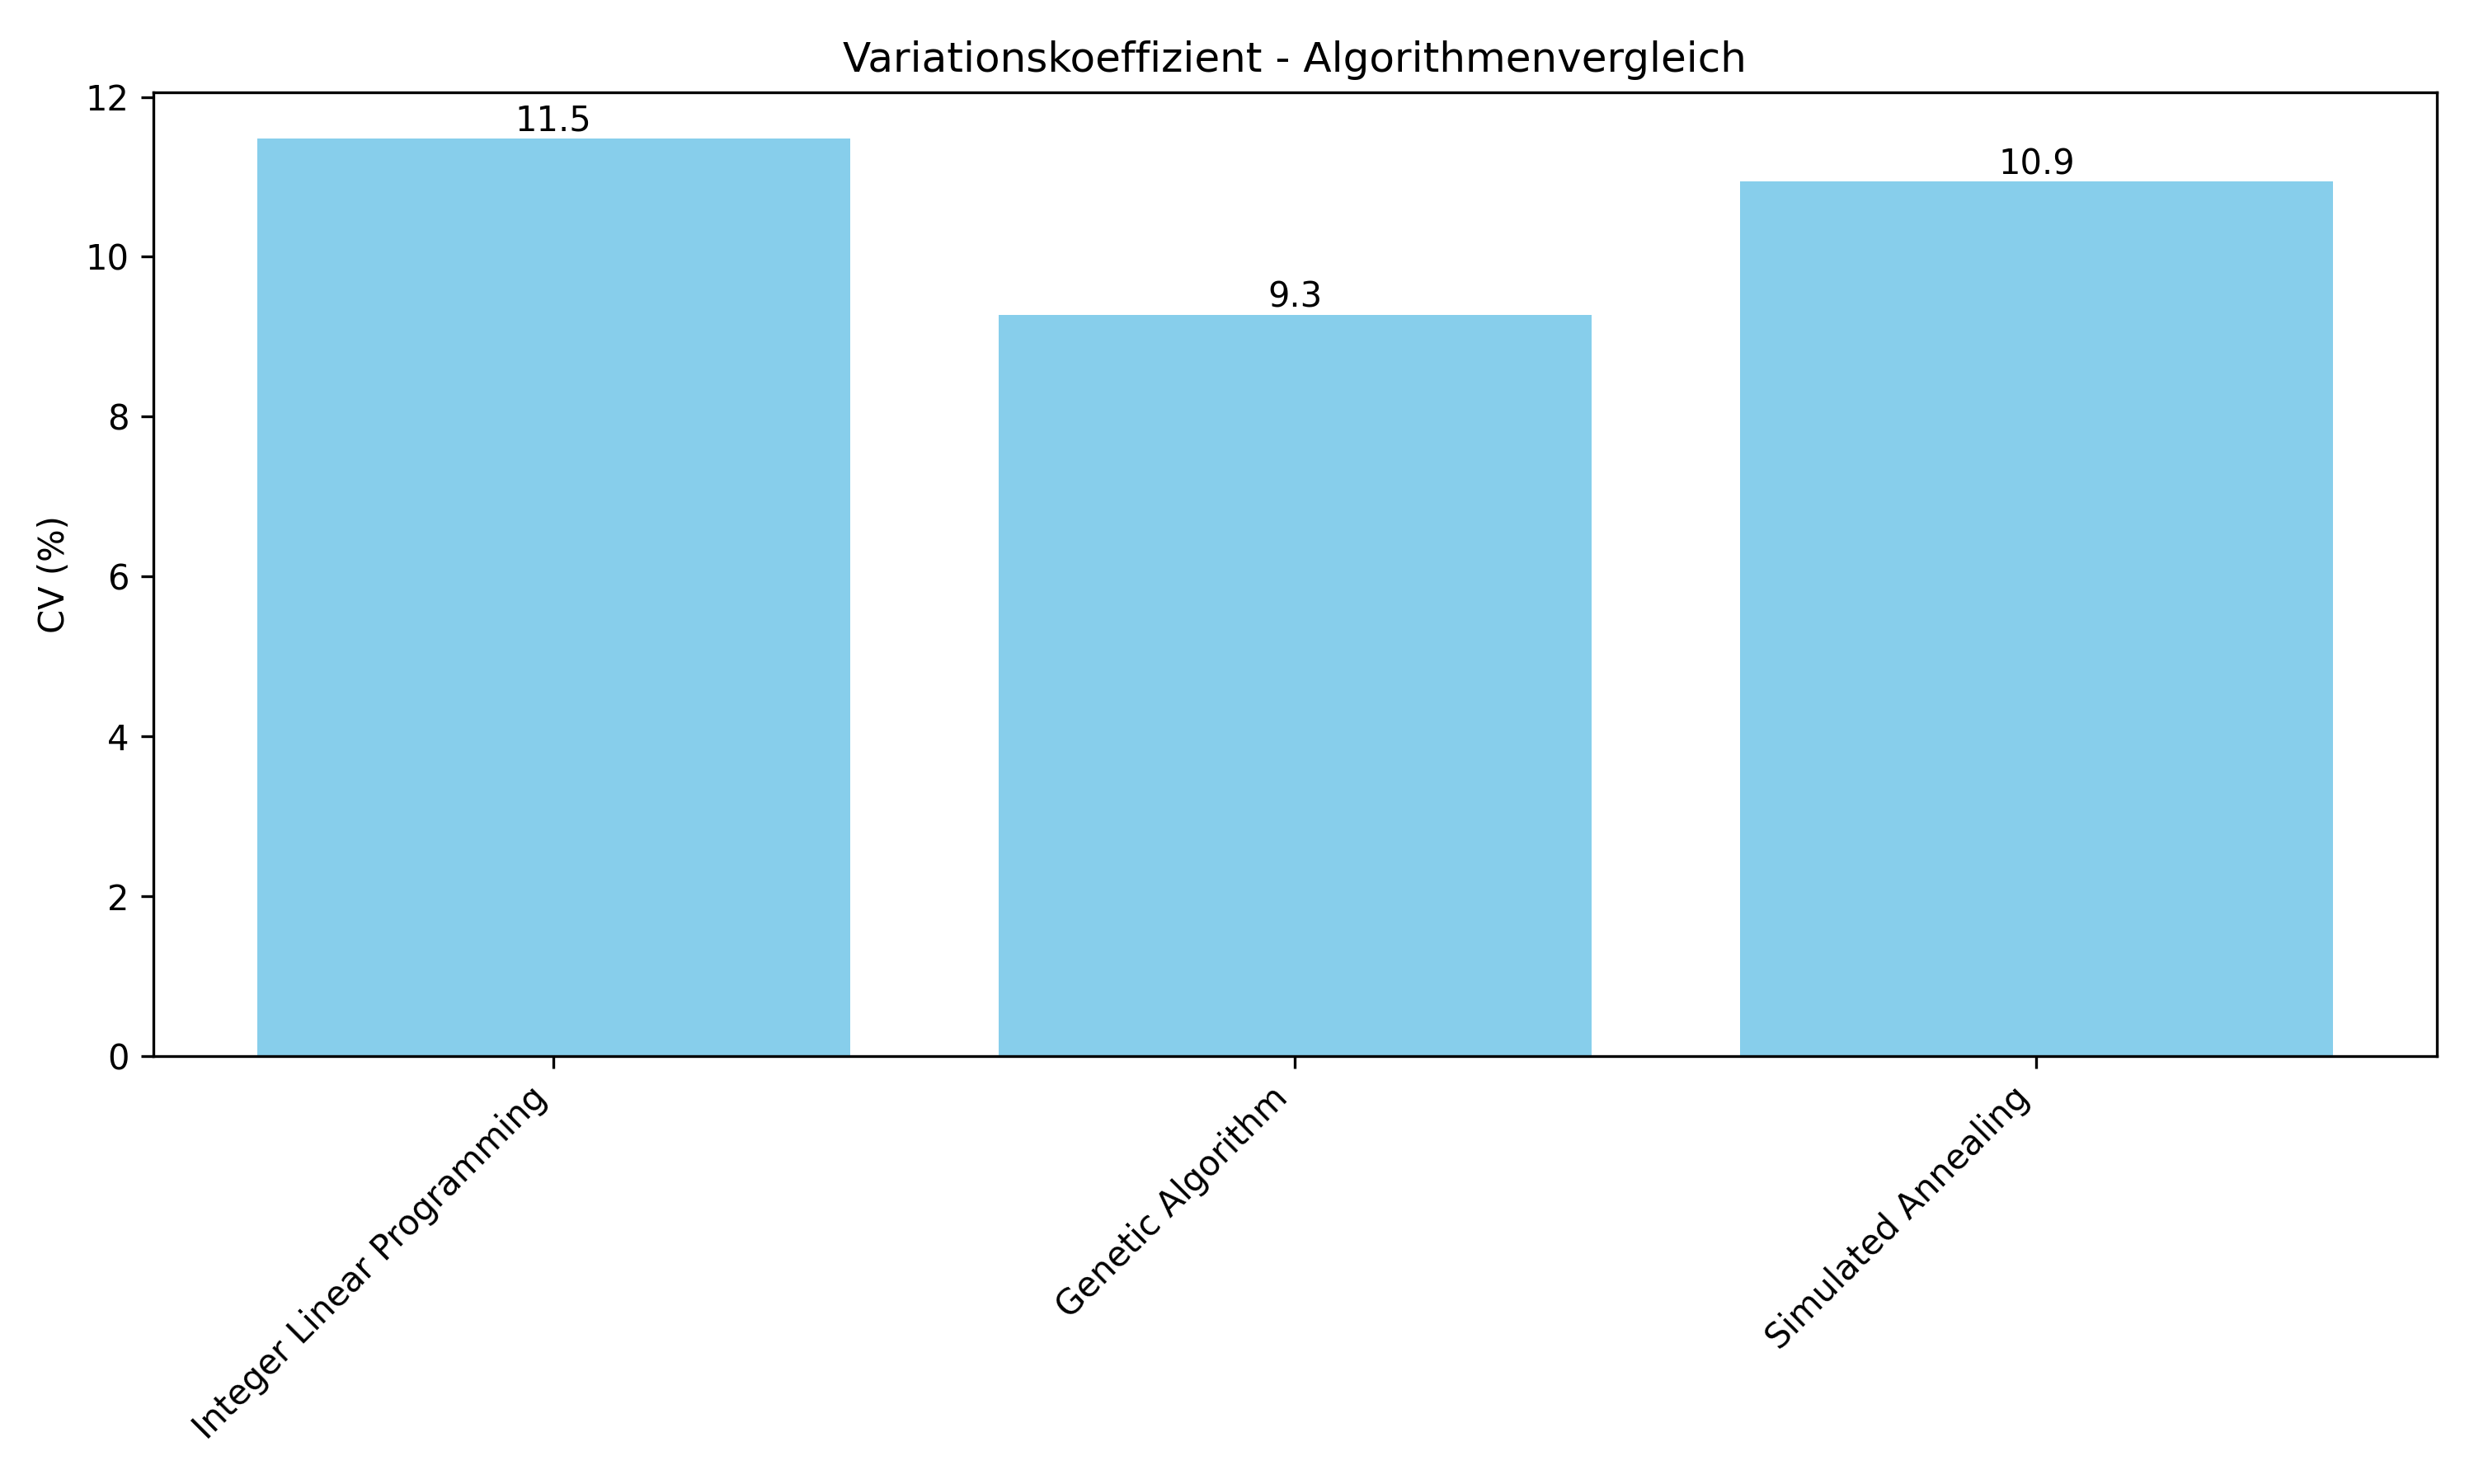 Variationskoeffizient - Algorithmenvergleich
CV (%)
12
10
8
6
4
2
0
11.5
9.3
10.9
Integer Linear Programming
Genetic Algorithm
Simulated Annealing